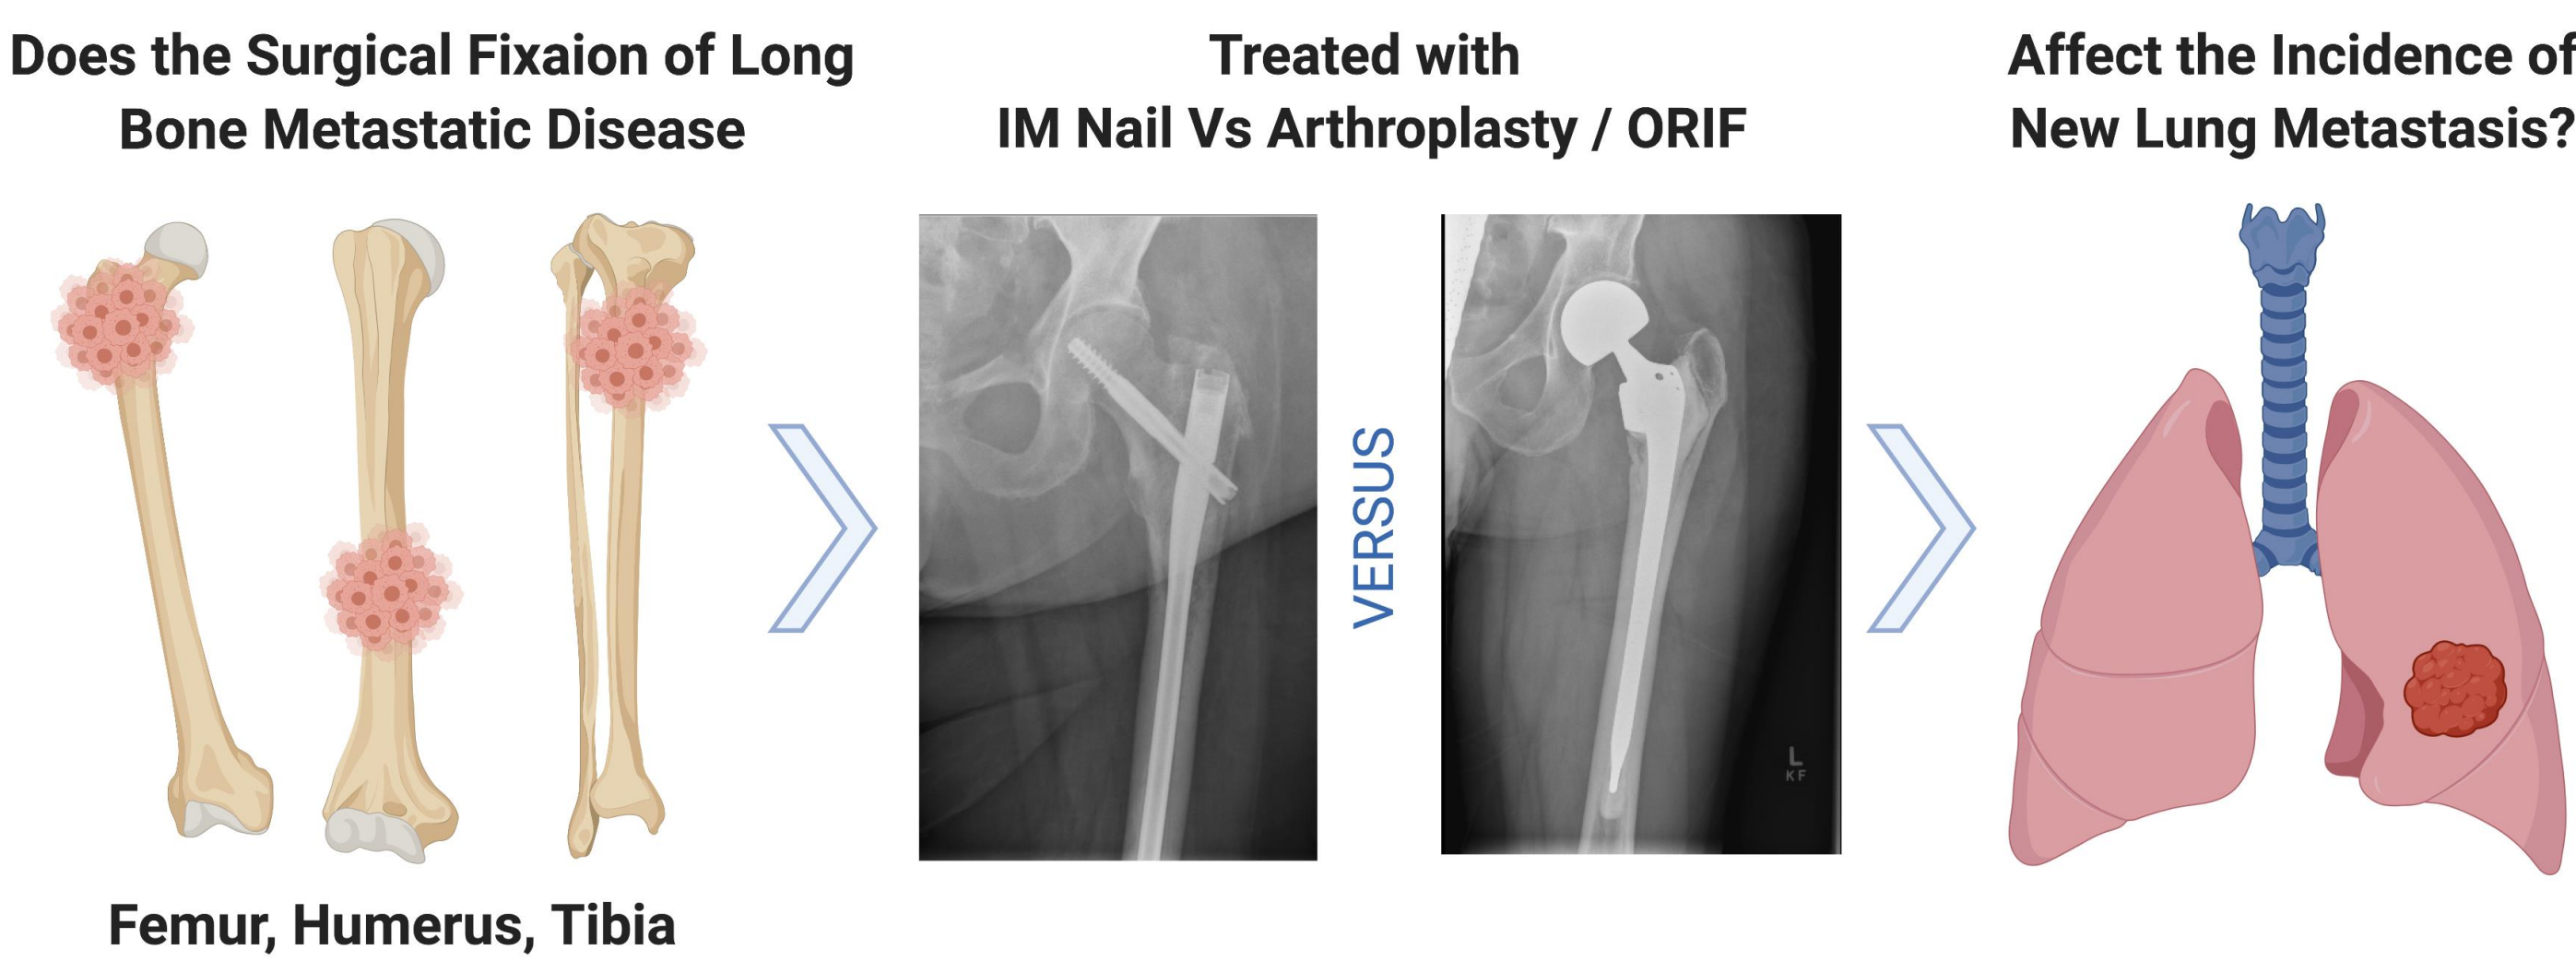 Does the Surgical Fixaion of Long
Bone Metastatic Disease
Treated with
IM Nail Vs Arthroplasty / ORIF
Affect the Incidence of
New Lung Metastasis?
VERSUS
L
KF
Femur, Humerus, Tibia